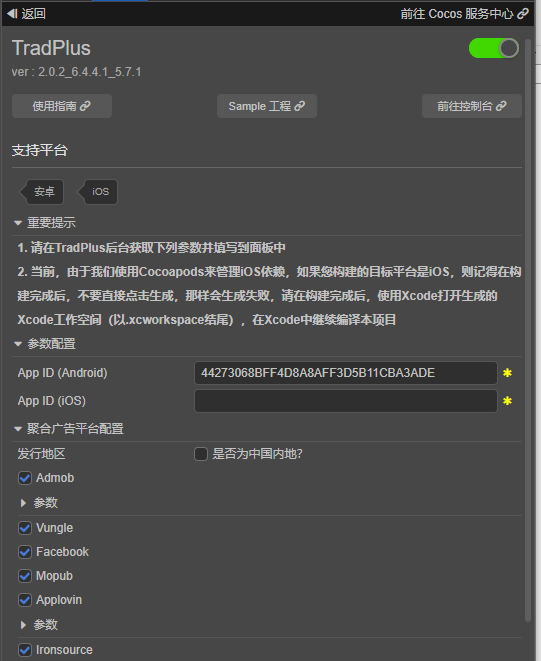 返回 前往 Cocos 服务中心
TradPlus
ver : 2.0.2_6.4.4.1_5.7.1
使用指南 Sample 工程 前往控制台
支持平台
安卓 iOS
重要提示
1. 请在TradPlus后台获取下列参数并填写到面板中
2. 当前，由于我们使用Cocoapods来管理iOS依赖，如果您构建的目标平台是iOS，则记得在构
建完成后，不要直接点击生成，那样会生成失败，请在构建完成后，使用Xcode打开生成的
Xcode工作空间（以.xcworkspace结尾），在Xcode中继续编译本项目
参数配置
App ID (Android) 44273068BFF4D8A8AFF3D5B11CBA3ADE
App ID (iOS)
聚合广告平台配置
发行地区 是否为中国内地?
Admob
参数
Vungle
Facebook
Mopub
Applovin
参数
Ironsource